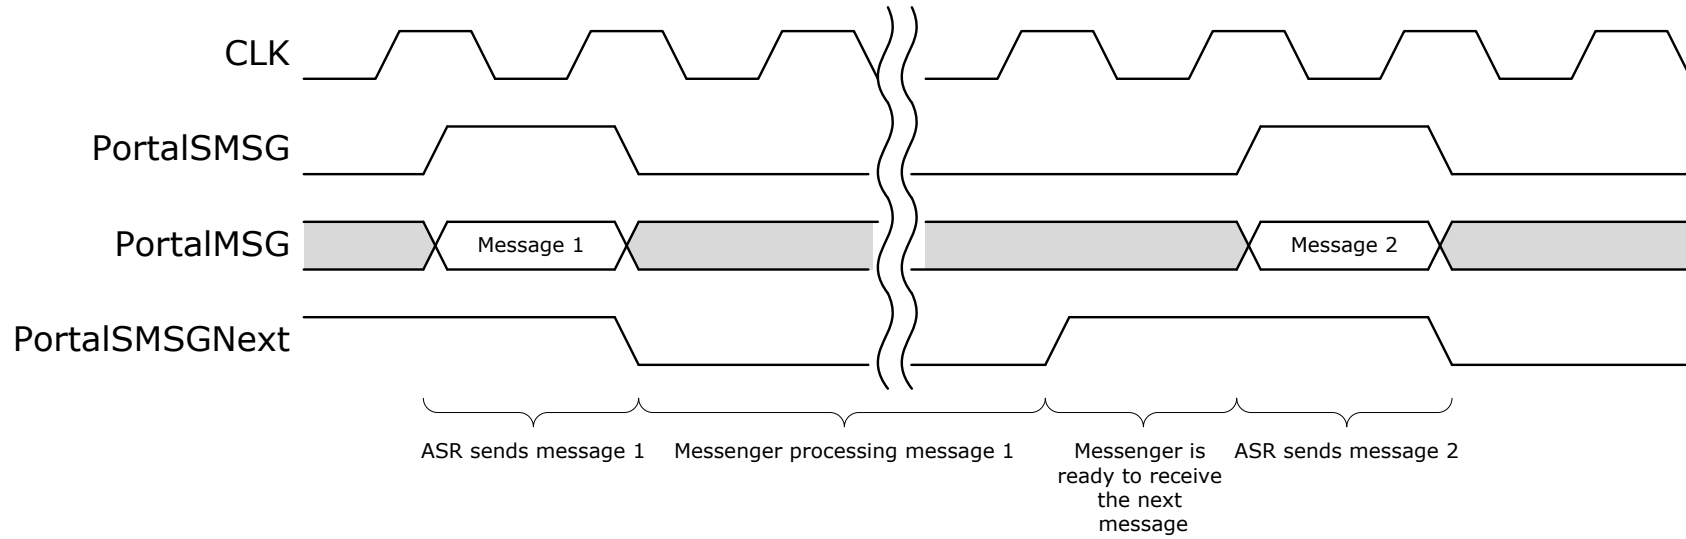 CLK
PortalSMSG
PortalMSG
Message 1
Message 2
PortalSMSGNext
ASR sends message 1
Messenger processing message 1
Messenger is
ready to receive
the next
message
ASR sends message 2